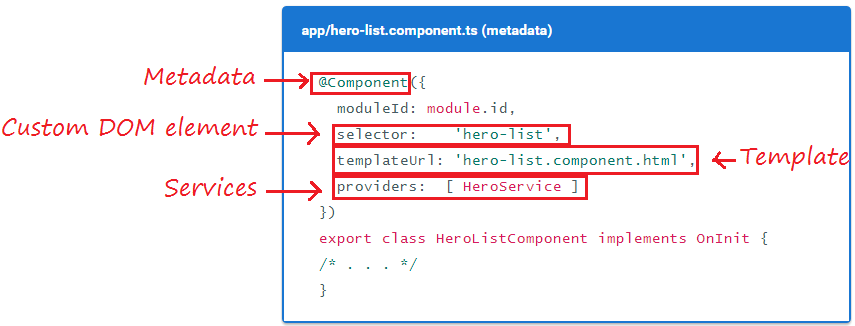 app/hero-list.component.ts (metadata)
Metadata
@Component({
moduleId: module.id,
Custom DOM element
selector: 'hero-list',
templateUrl: 'hero-list.component.html',
Template
Services
providers: [ HeroService ]
})
export class HeroListComponent implements OnInit {
/* . . . */
}